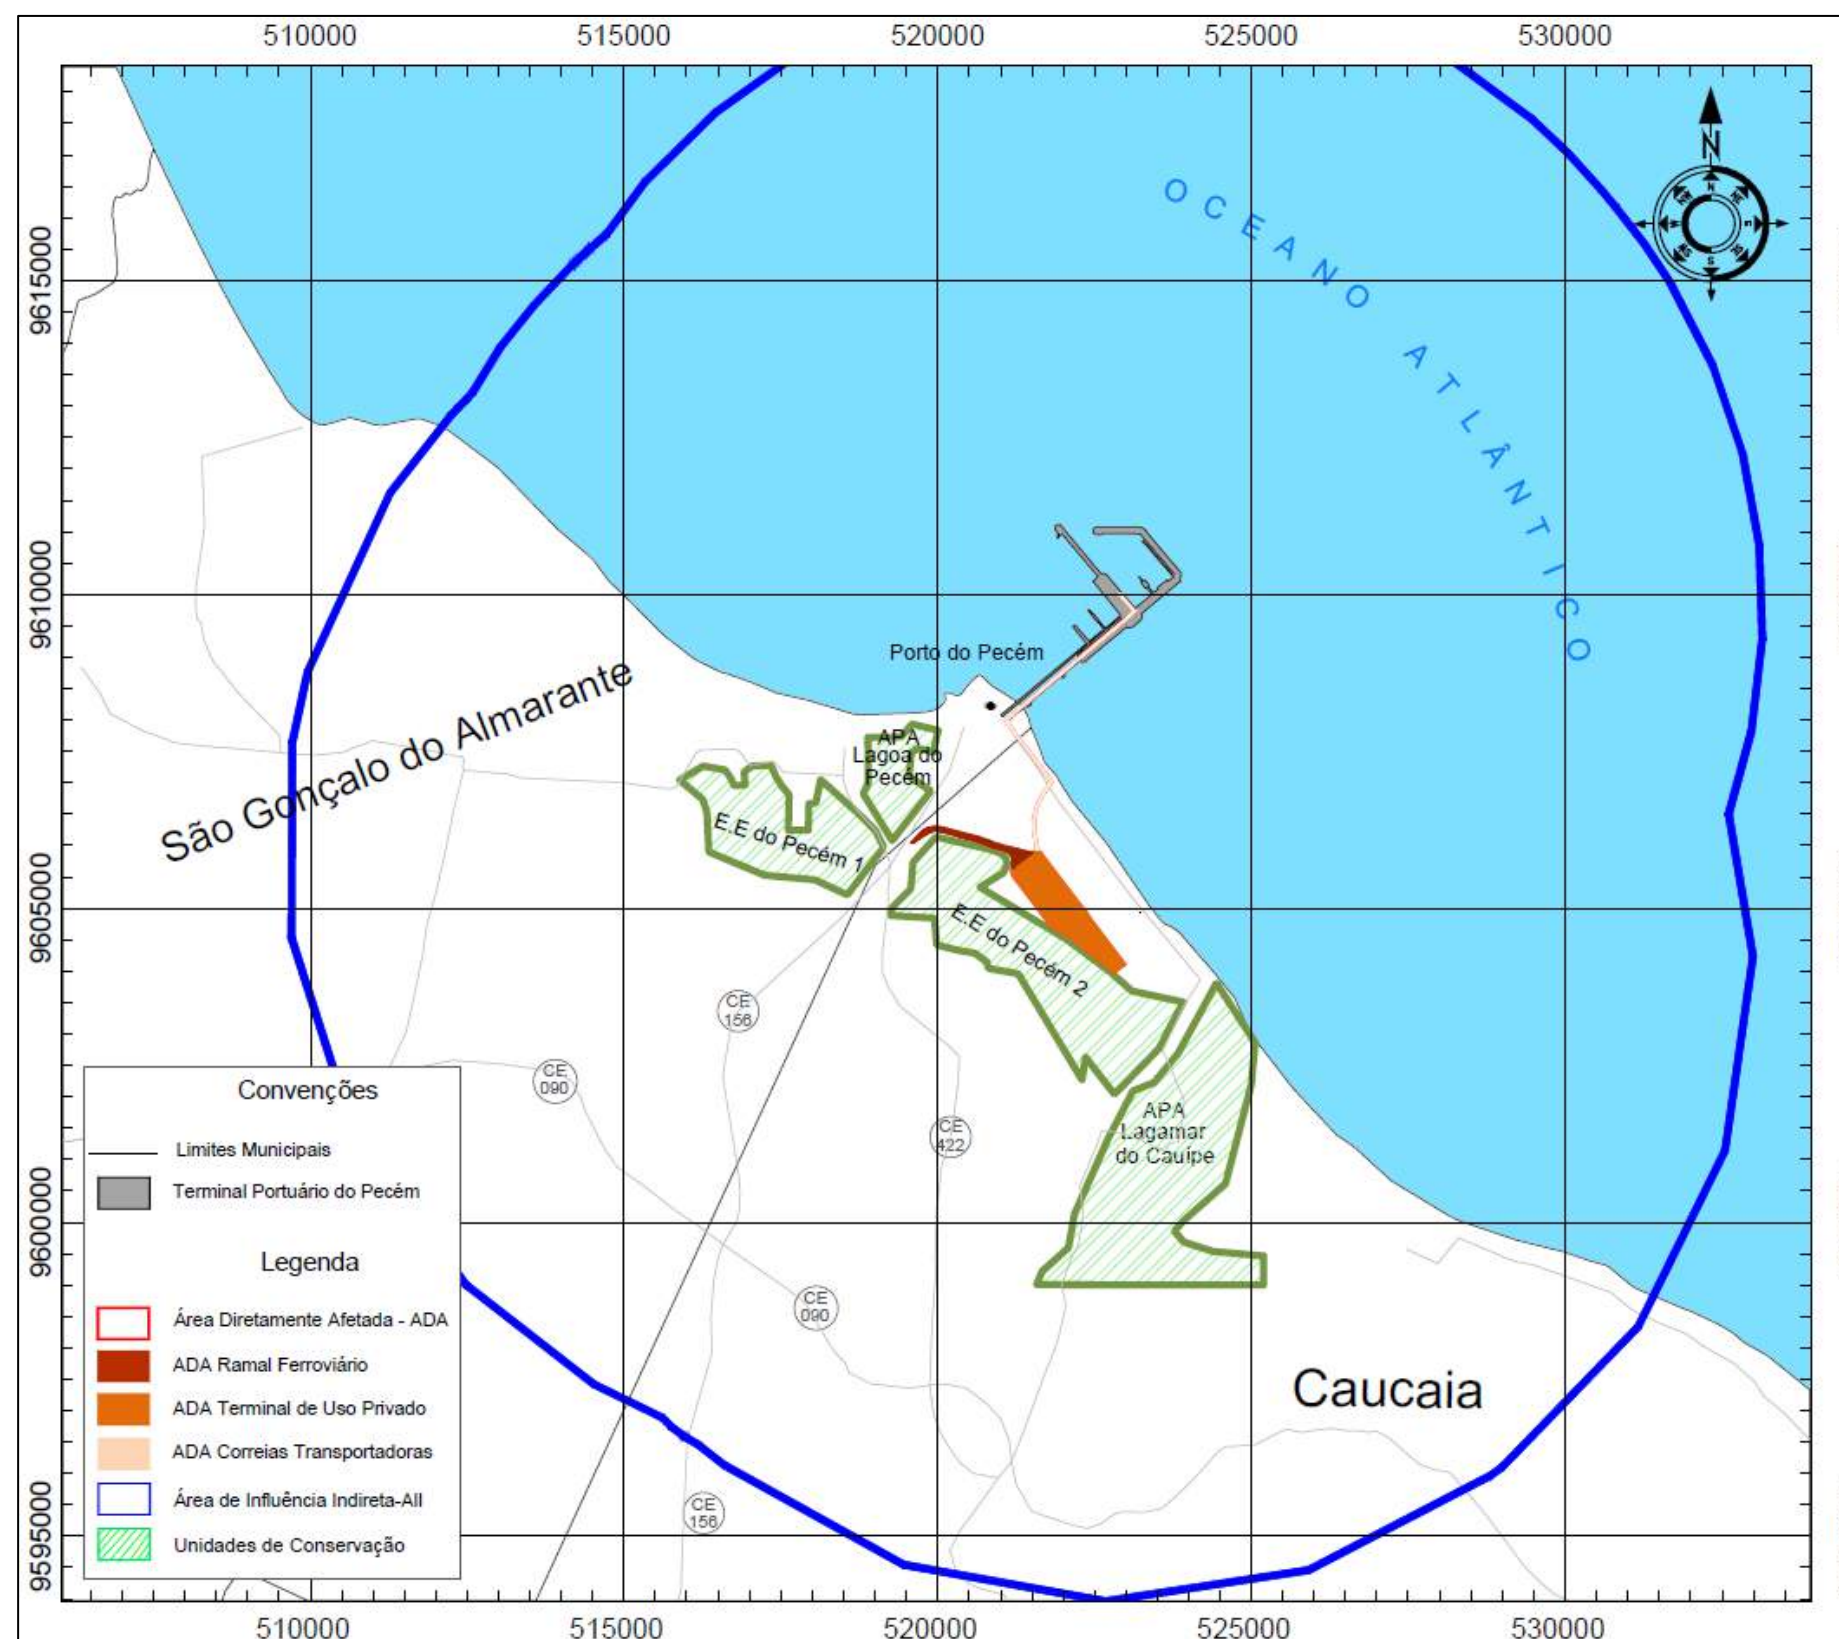 510000 515000 520000 525000 530000
N
N
NE
E
SE
S
SW
W
NW
OCEANO ATLÂNTICO
9615000
9610000
9605000
9600000
9595000
Porto do Pecém
São Gonçalo do Almarante
APA
Lagoa do
Pecém
E.E do Pecém 1
E.E do Pecém 2
CE
156
CE
090
CE
422
APA
Lagamar
do Cauípe
CE
090
Caucaia
CE
156
Convenções
Limites Municipais
Terminal Portuário do Pecém
Legenda
Área Diretamente Afetada - ADA
ADA Ramal Ferroviário
ADA Terminal de Uso Privado
ADA Correias Transportadoras
Área de Influência Indireta-AII
Unidades de Conservação
510000 515000 520000 525000 530000